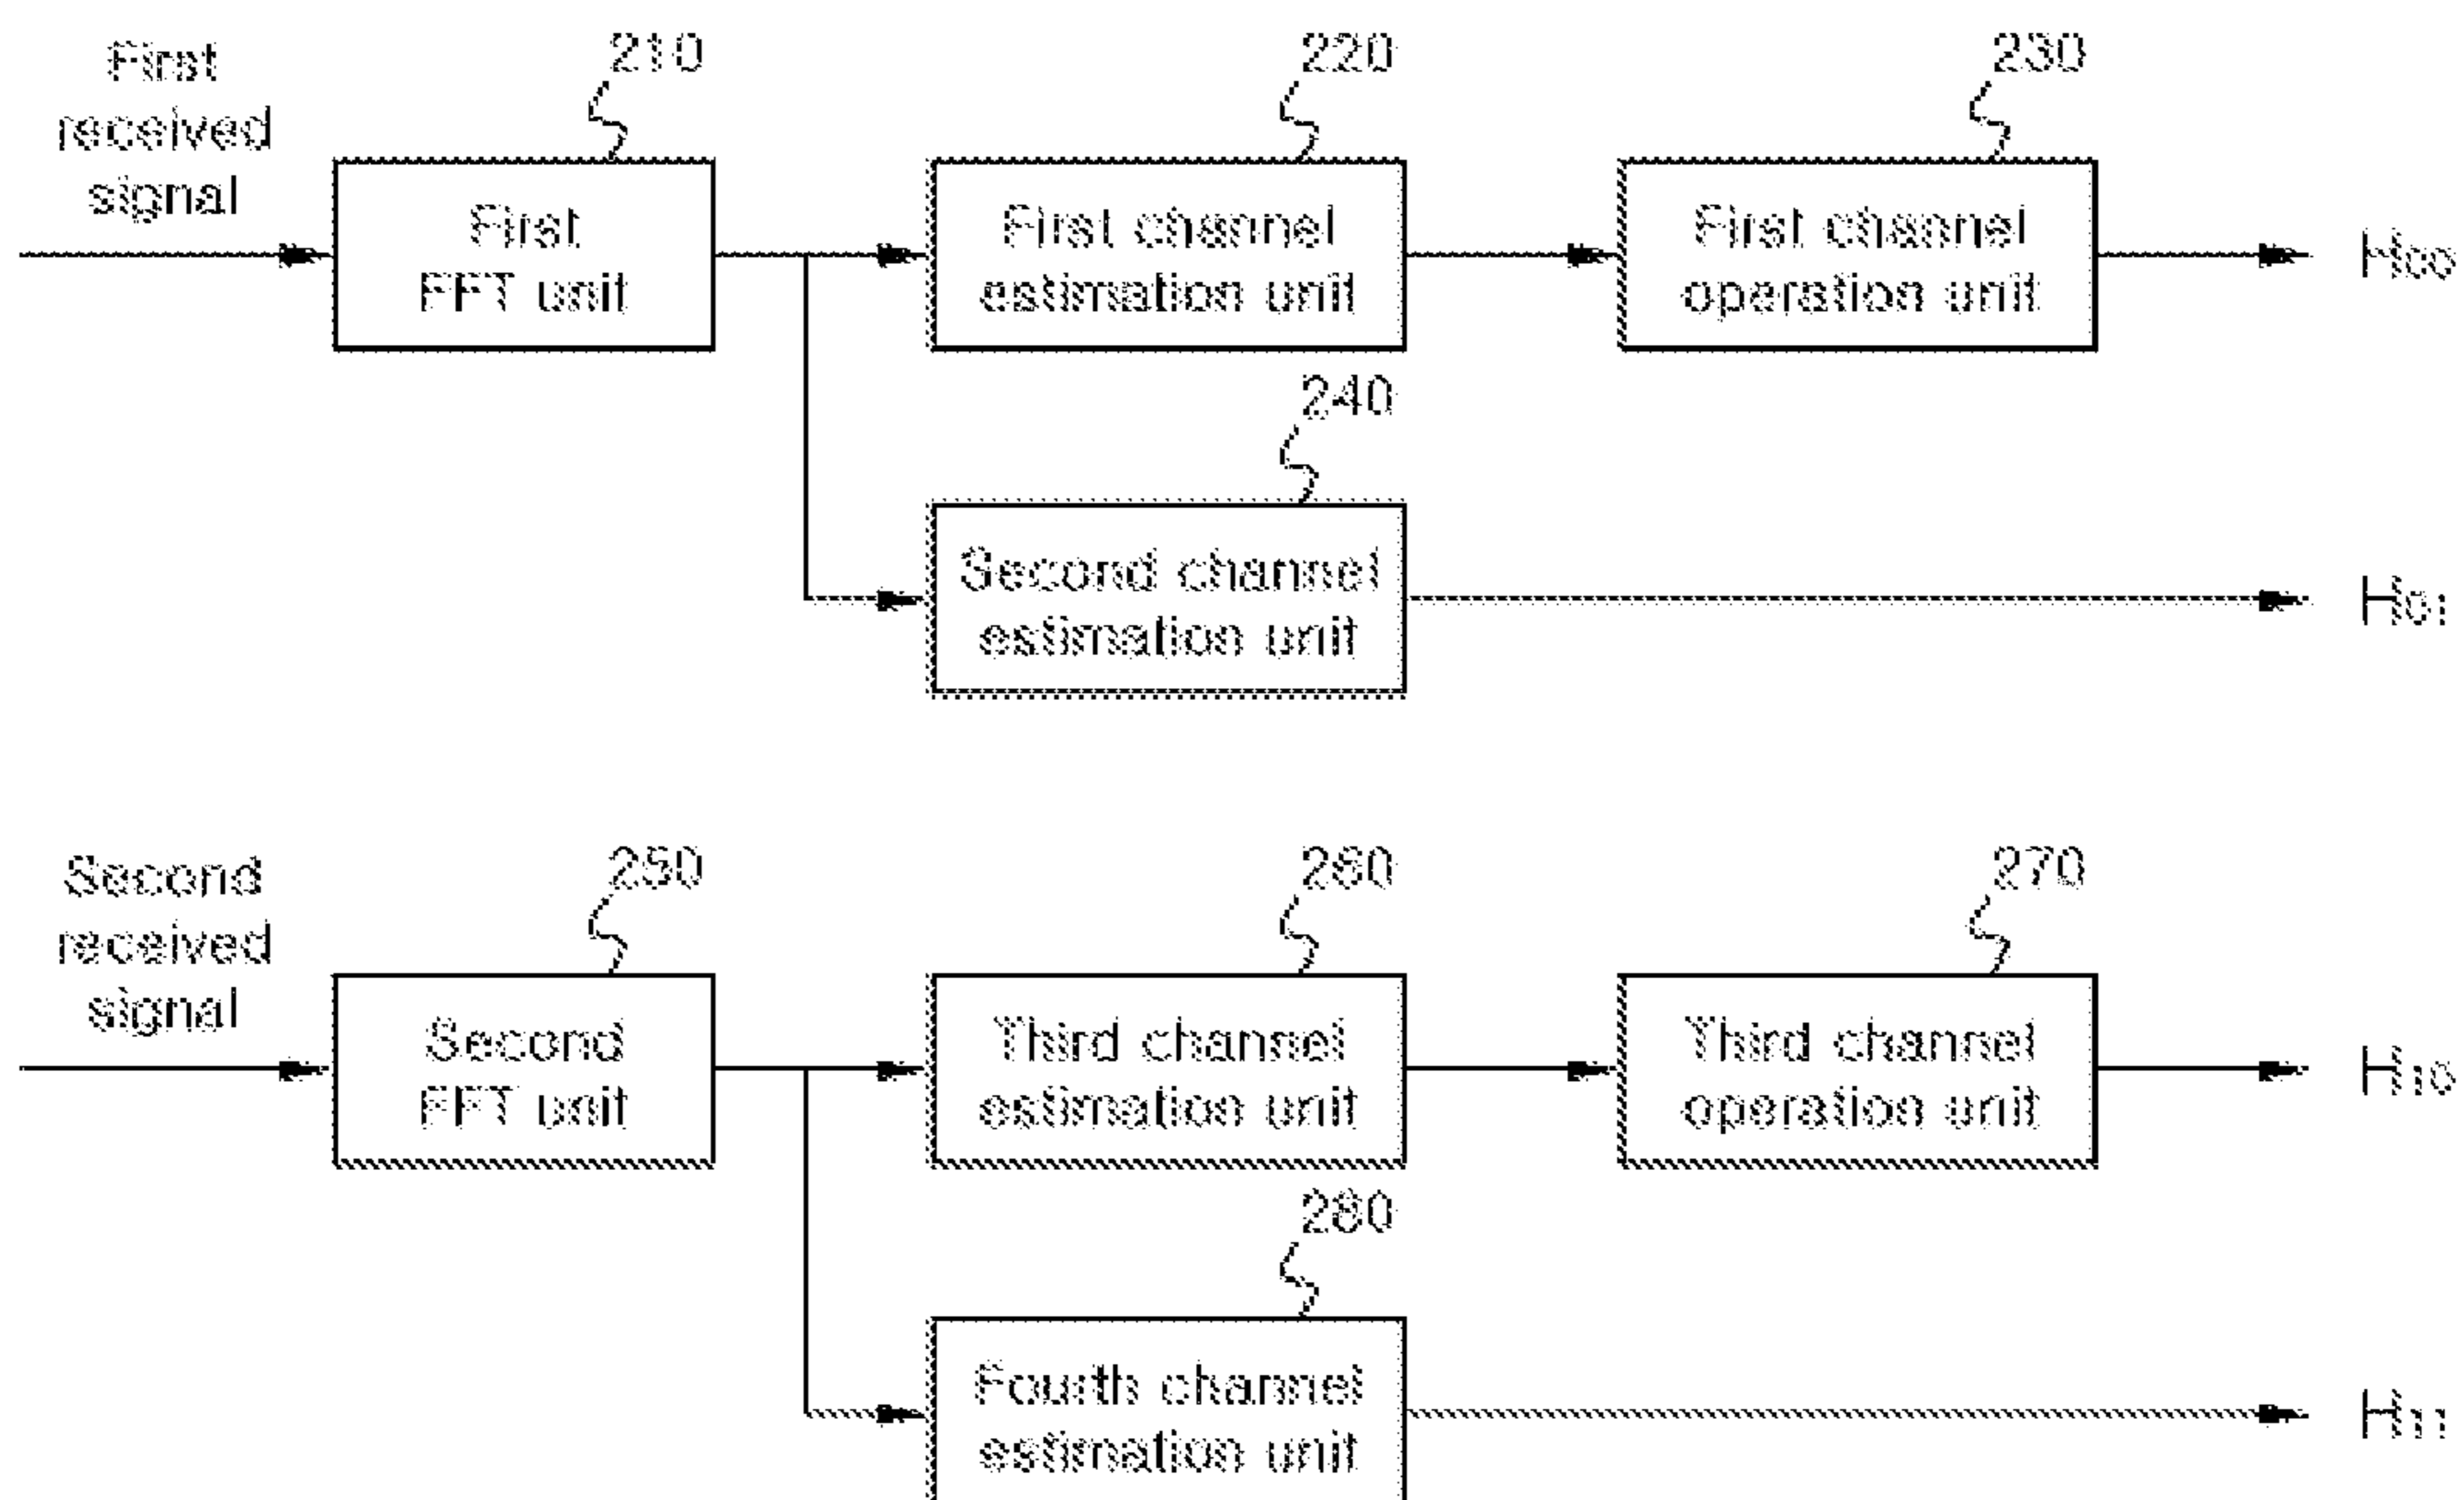 First
received
signal
210
First
FFT unit
220
First channel
estimation unit
230
First channel
operation unit
H00
240
Second channel
estimation unit
H01
Second
received
signal
250
Second
FFT unit
260
Third channel
estimation unit
270
Third channel
operation unit
H10
280
Fourth channel
estimation unit
H11